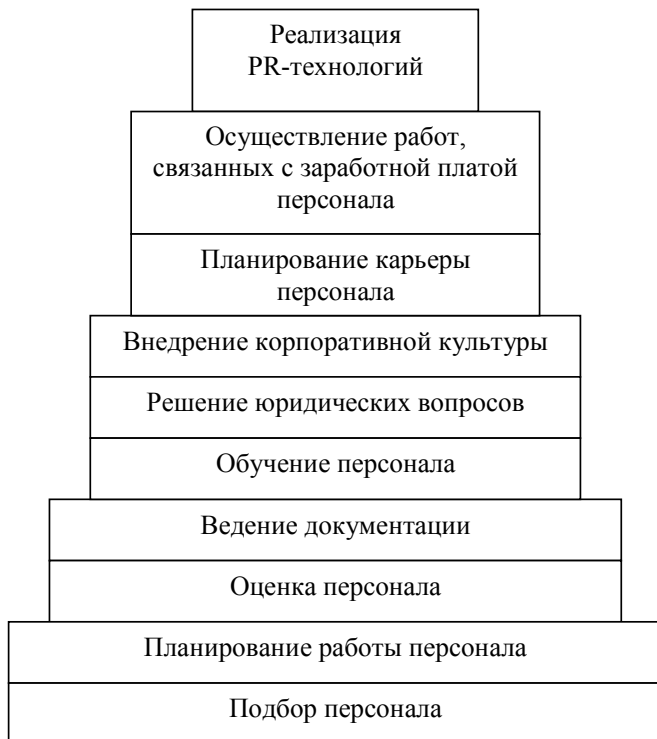 Реализация
PR-технологий
Осуществление работ,
связанных с заработной платой
персонала
Планирование карьеры
персонала
Внедрение корпоративной культуры
Решение юридических вопросов
Обучение персонала
Ведение документации
Оценка персонала
Планирование работы персонала
Подбор персонала